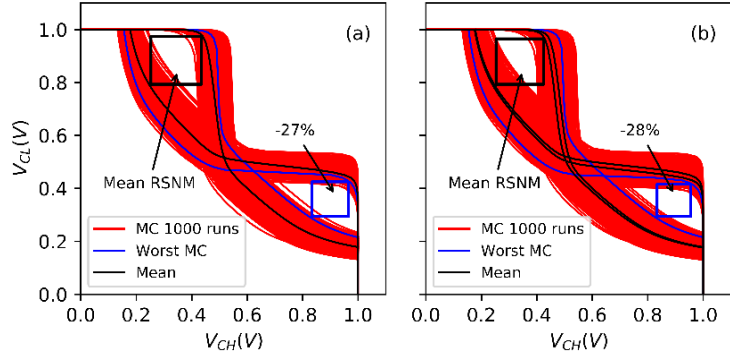 (a)
1.0
0.8
0.6
0.4
0.2
0.0
V_CL(V)
-27%
Mean RSNM
MC 1000 runs
Worst MC
Mean
0.0 0.2 0.4 0.6 0.8 1.0
V_CH(V)
(b)
-28%
Mean RSNM
MC 1000 runs
Worst MC
Mean
0.0 0.2 0.4 0.6 0.8 1.0
V_CH(V)